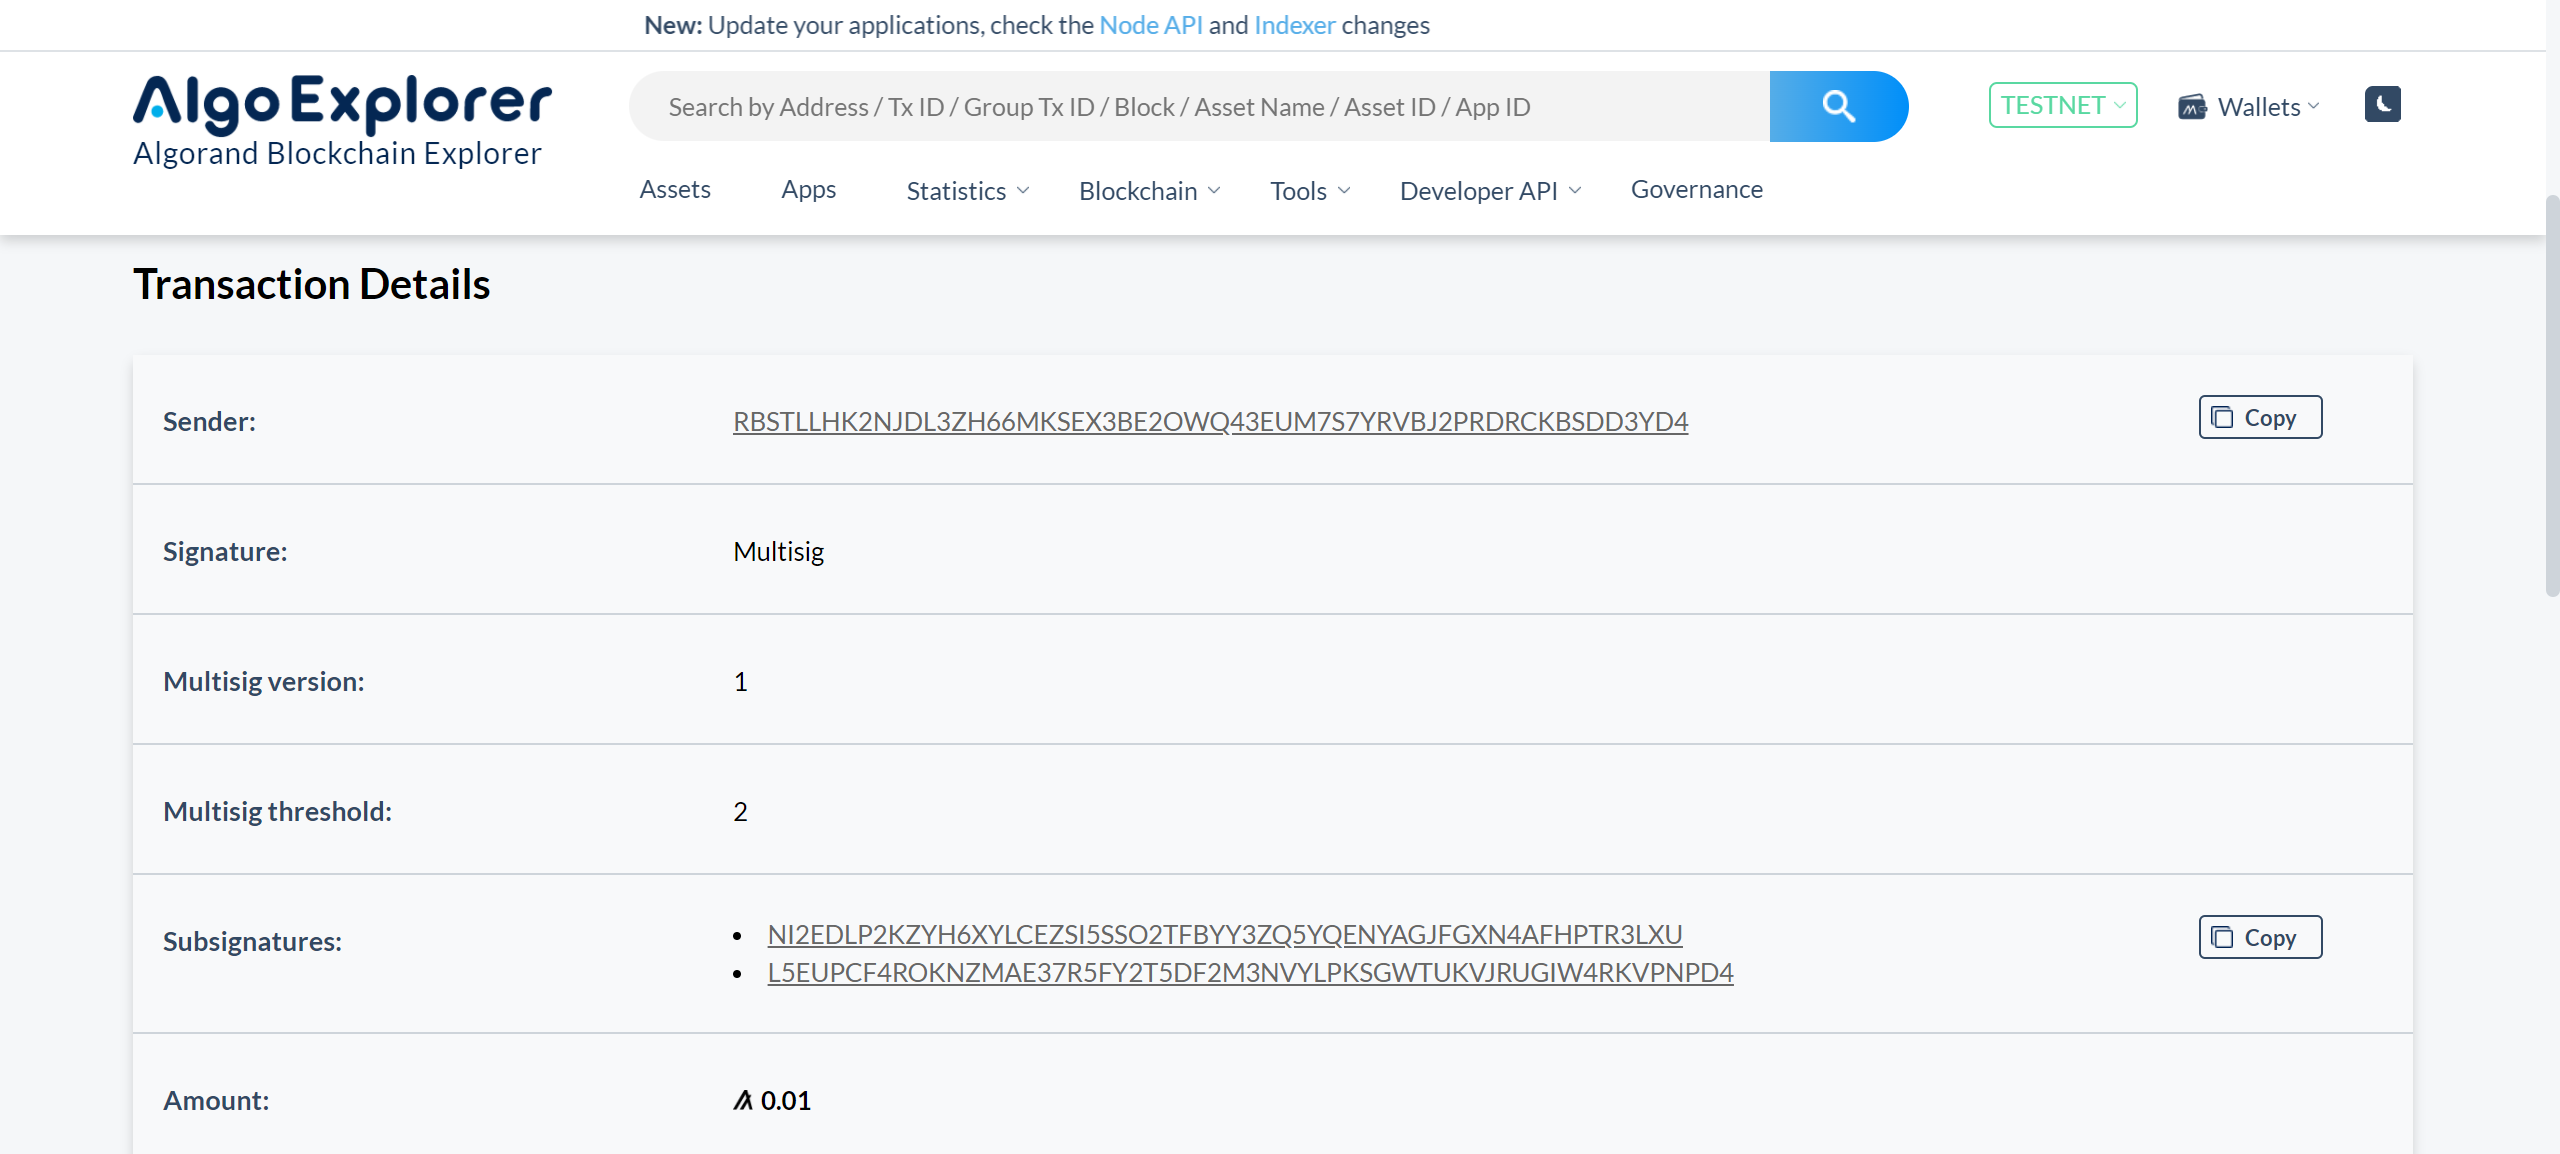 New: Update your applications, check the Node API and Indexer changes
AlgoExplorer
Algorand Blockchain Explorer
Search by Address / Tx ID / Group Tx ID / Block / Asset Name / Asset ID / App ID
TESTNET
Wallets
Assets Apps Statistics Blockchain Tools Developer API Governance
Transaction Details
Sender: RBSTLLHK2NJDL3ZH66MKSEX3BE2OWQ43EUM7S7YRVBJ2PRDRCKBSDD3YD4 Copy
Signature: Multisig
Multisig version: 1
Multisig threshold: 2
Subsignatures: Copy
• NI2EDLP2KZYH6XYLCEZSI5SSO2TFBYY3ZQ5YQENYAGJFGXN4AFHPTR3LXU
• L5EUPCF4ROKNZMAE37R5FY2T5DF2M3NVYLPKSGWTUKVJRUGIW4RKVPNPD4
Amount: 0.01